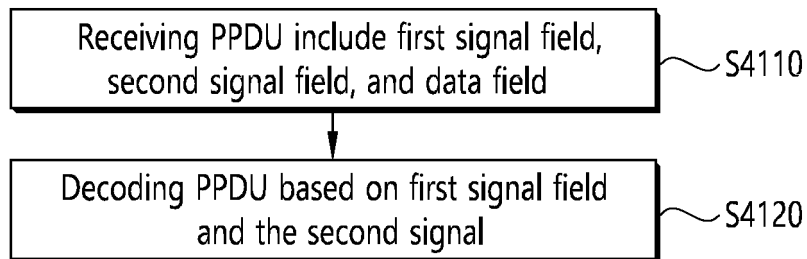 Receiving PPDU include first signal field,
second signal field, and data field
S4110
Decoding PPDU based on first signal field
and the second signal
S4120